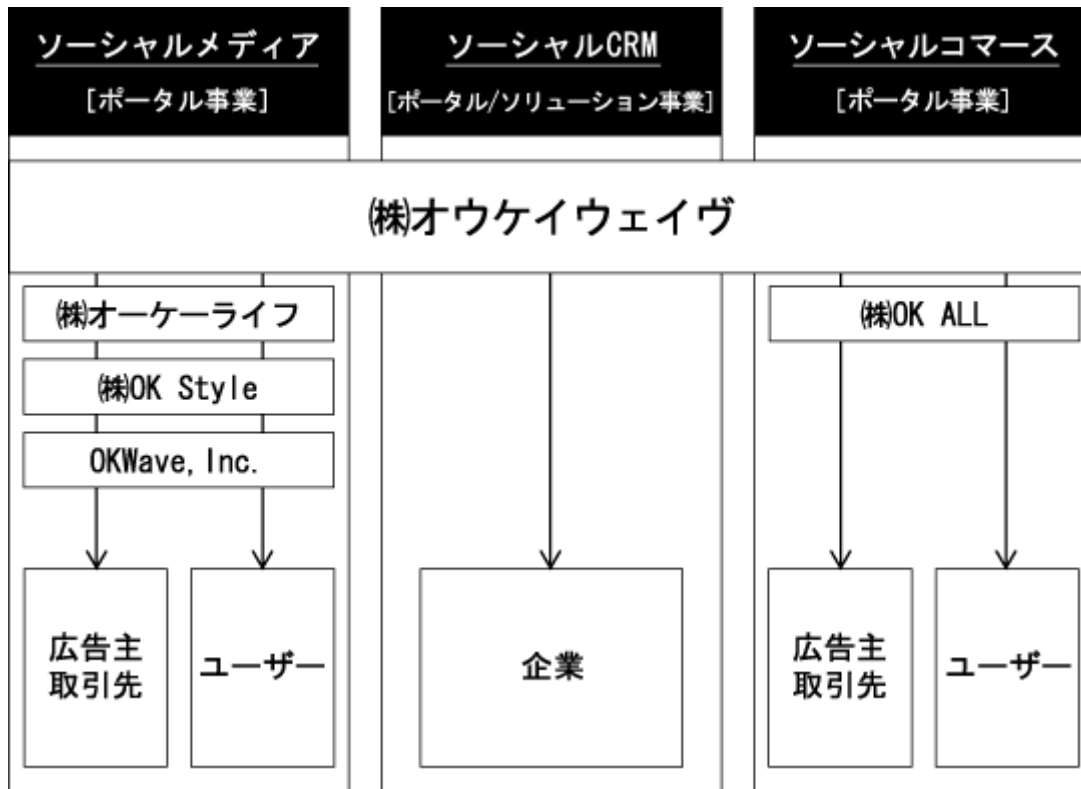 ソーシャルメディア
[ポータル事業]
ソーシャルCRM
[ポータル/ソリューション事業]
ソーシャルコマース
[ポータル事業]
㈱オウケイウェイヴ
㈱オーケーライフ
㈱OK Style
OKWave,Inc.
㈱OK ALL
広告主
取引先
ユーザー
企業
広告主
取引先
ユーザー